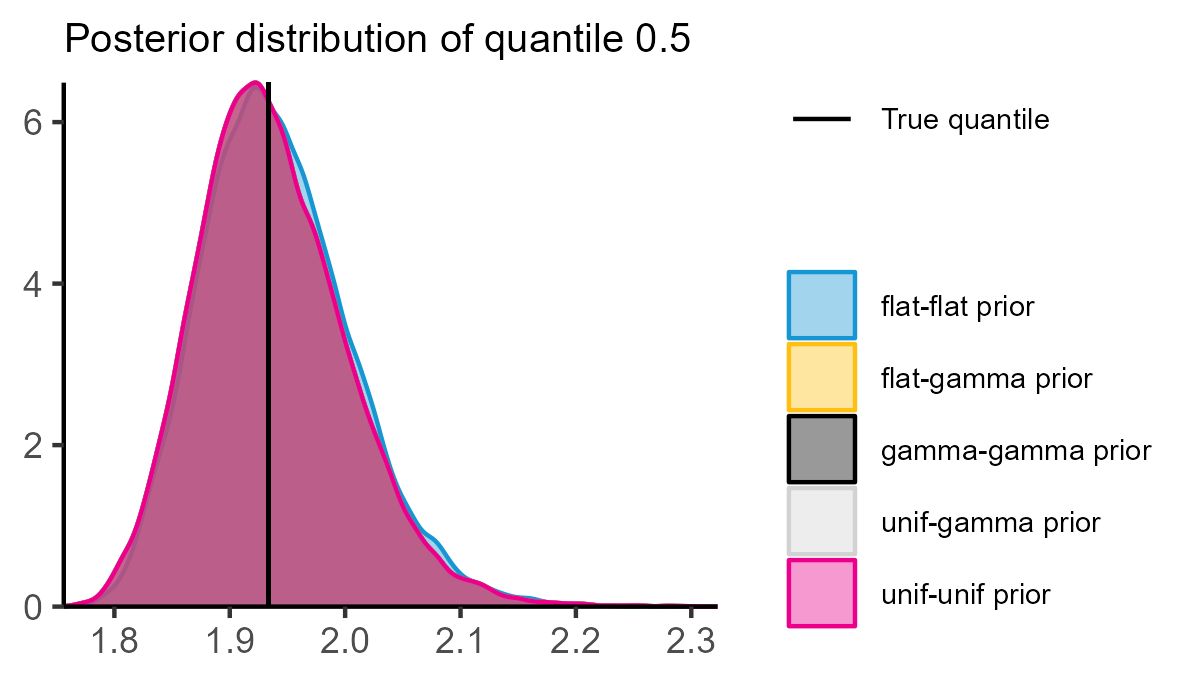 Posterior distribution of quantile 0.5
6
4
2
0
1.8 1.9 2.0 2.1 2.2 2.3
True quantile
flat-flat prior
flat-gamma prior
gamma-gamma prior
unif-gamma prior
unif-unif prior